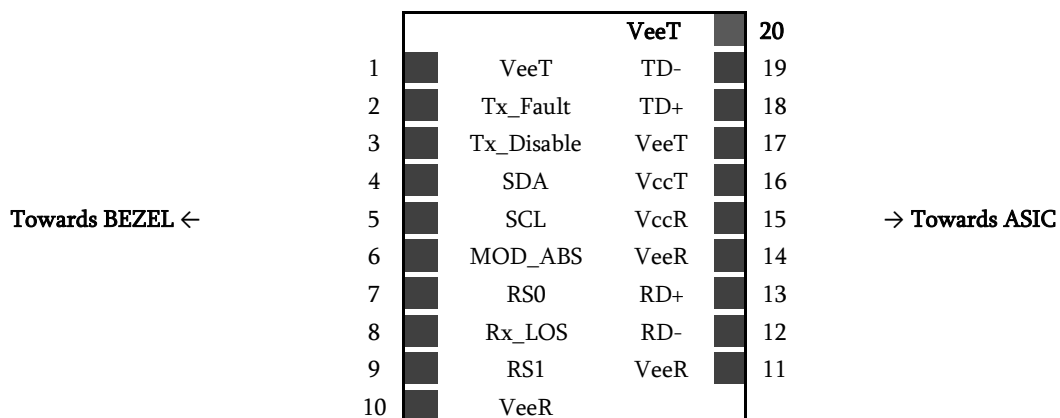 VeeT 20
1 VeeT TD- 19
2 Tx_Fault TD+ 18
3 Tx_Disable VeeT 17
4 SDA VccT 16
Towards BEZEL ← 5 SCL VccR 15 → Towards ASIC
6 MOD_ABS VeeR 14
7 RS0 RD+ 13
8 Rx_LOS RD- 12
9 RS1 VeeR 11
10 VeeR